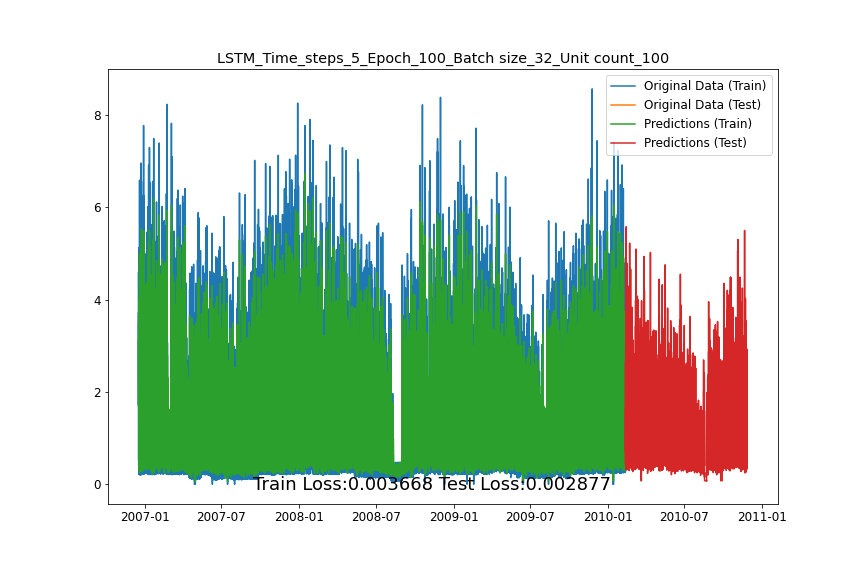 LSTM_Time_steps_5_Epoch_100_Batch size_32_Unit count_100
Original Data (Train)
Original Data (Test)
Predictions (Train)
Predictions (Test)
8
6
4
2
0
Train Loss:0.003668 Test Loss:0.002877
2007-01 2007-07 2008-01 2008-07 2009-01 2009-07 2010-01 2010-07 2011-01